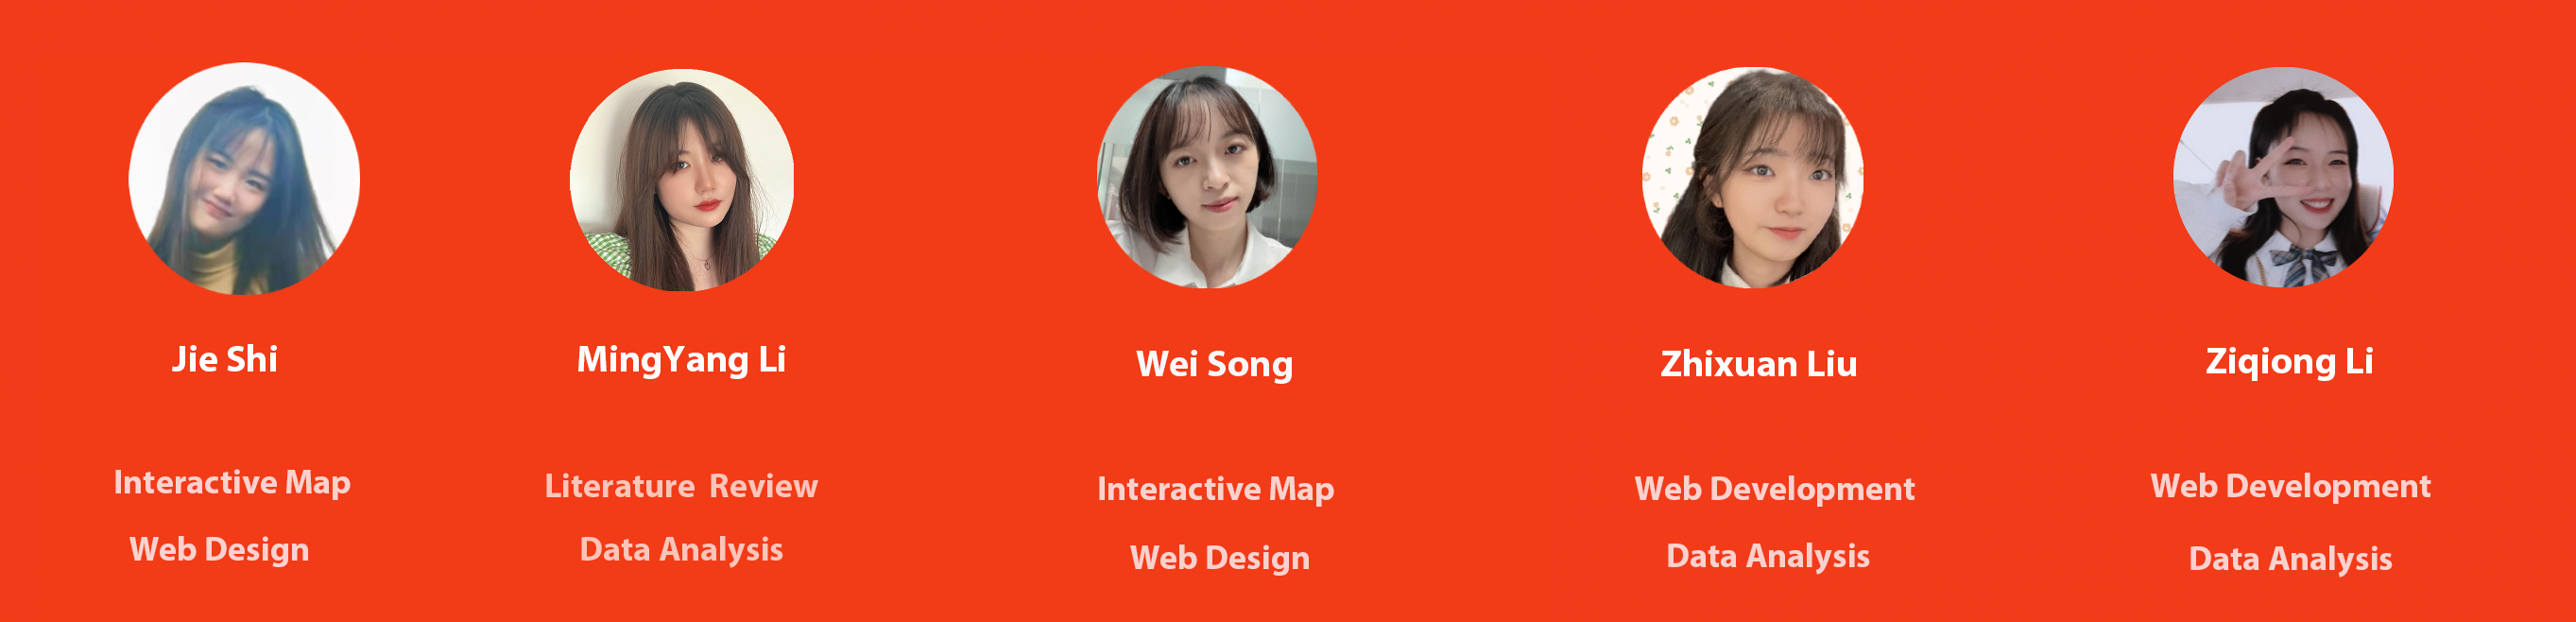 Jie Shi
MingYang Li
Wei Song
Zhixuan Liu
Ziqiong Li
Interactive Map
Literature Review
Interactive Map
Web Development
Web Development
Web Design
Data Analysis
Web Design
Data Analysis
Data Analysis